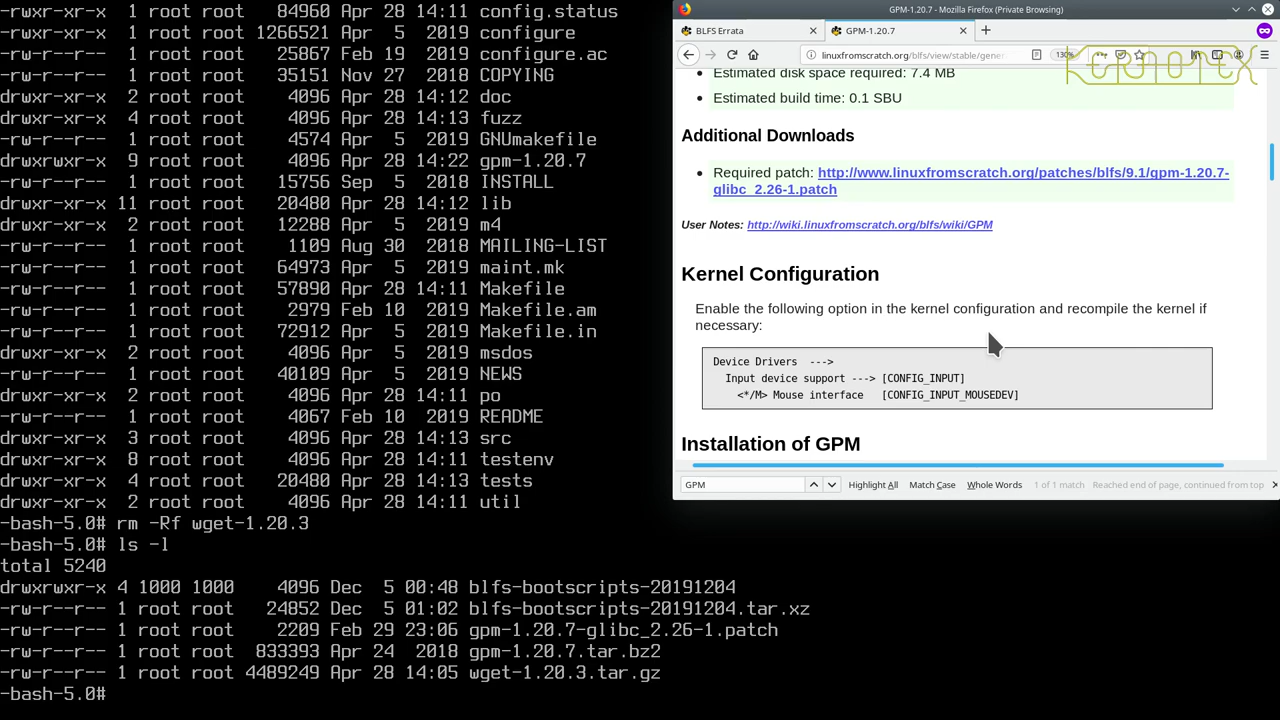 -rwxr-xr-x  1 root root   84960 Apr 28 14:11 config.status
-rwxr-xr-x  1 root root 1266521 Apr  5  2019 configure
-rw-r--r--  1 root root   25867 Feb 19  2019 configure.ac
-rw-r--r--  1 root root   35151 Nov 27  2018 COPYING
drwxr-xr-x  2 root root    4096 Apr 28 14:12 doc
drwxr-xr-x  4 root root    4096 Apr 28 14:13 fuzz
-rw-r--r--  1 root root    4574 Apr  5  2019 GNUmakefile
drwxrwxr-x  9 root root    4096 Apr 28 14:22 gpm-1.20.7
-rw-r--r--  1 root root   15756 Sep  5  2018 INSTALL
drwxr-xr-x 11 root root   20480 Apr 28 14:13 lib
drwxr-xr-x  2 root root   12288 Apr  5  2019 m4
-rw-r--r--  1 root root    1109 Aug 30  2018 MAILING-LIST
-rw-r--r--  1 root root   64973 Apr  5  2019 maint.mk
-rw-r--r--  1 root root   57890 Apr 28 14:11 Makefile
-rw-r--r--  1 root root    2979 Feb 10  2019 Makefile.am
-rw-r--r--  1 root root   72912 Apr  5  2019 Makefile.in
drwxr-xr-x  2 root root    4096 Apr 28 14:11 msdos
-rw-r--r--  1 root root   40109 Apr  5  2019 NEWS
drwxr-xr-x  2 root root    4096 Apr 28 14:11 po
-rw-r--r--  1 root root    4067 Feb 10  2019 README
drwxr-xr-x  3 root root    4096 Apr 28 14:13 src
drwxr-xr-x  8 root root    4096 Apr 28 14:11 testenv
drwxr-xr-x  4 root root   20480 Apr 28 14:13 tests
drwxr-xr-x  2 root root    4096 Apr 28 14:11 util
-bash-5.0# rm -Rf wget-1.20.3
-bash-5.0# ls -l
total 5240
drwxrwxr-x 4 1000 1000    4096 Dec  5 00:48 blfs-bootscripts-20191204
-rw-r--r-- 1 root root   24852 Dec  5 01:02 blfs-bootscripts-20191204.tar.xz
-rw-r--r-- 1 root root    2209 Feb 29 23:06 gpm-1.20.7-glibc_2.26-1.patch
-rw-r--r-- 1 root root  833393 Apr 24  2018 gpm-1.20.7.tar.bz2
-rw-r--r-- 1 root root 4489249 Apr 28 14:05 wget-1.20.3.tar.gz
-bash-5.0#
GPM-1.20.7 - Mozilla Firefox (Private Browsing)
BLFS Errata
GPM-1.20.7
linuxfromscratch.org/blfs/view/stable/gener
130%
Estimated disk space required: 7.4 MB
Estimated build time: 0.1 SBU
Additional Downloads
Required patch: http://www.linuxfromscratch.org/patches/blfs/9.1/gpm-1.20.7-
glibc_2.26-1.patch
User Notes: http://wiki.linuxfromscratch.org/blfs/wiki/GPM
Kernel Configuration
Enable the following option in the kernel configuration and recompile the kernel if
necessary:
Device Drivers  --->
  Input device support ---> [CONFIG_INPUT]
    <*/M> Mouse interface   [CONFIG_INPUT_MOUSEDEV]
Installation of GPM
GPM
Highlight All
Match Case
Whole Words
1 of 1 match
Reached end of page, continued from top